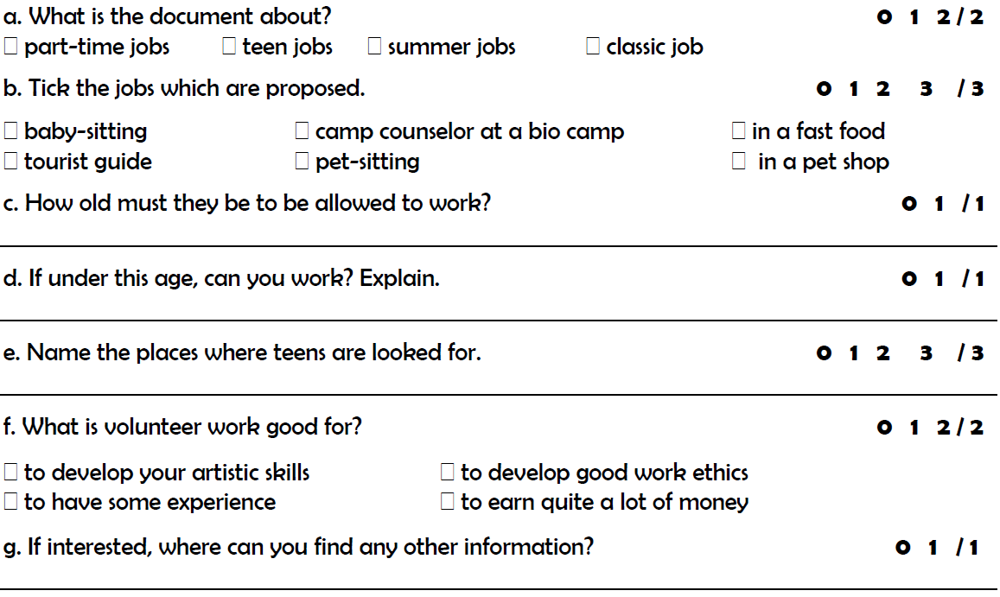 a. What is the document about? 0 1 2/2
□ part-time jobs □ teen jobs □ summer jobs □ classic job
b. Tick the jobs which are proposed. 0 1 2 3 /3
□ baby-sitting □ camp counselor at a bio camp □ in a fast food
□ tourist guide □ pet-sitting □ in a pet shop
c. How old must they be to be allowed to work? 0 1 /1
d. If under this age, can you work? Explain. 0 1 /1
e. Name the places where teens are looked for. 0 1 2 3 /3
f. What is volunteer work good for? 0 1 2/2
□ to develop your artistic skills □ to develop good work ethics
□ to have some experience □ to earn quite a lot of money
g. If interested, where can you find any other information? 0 1 /1